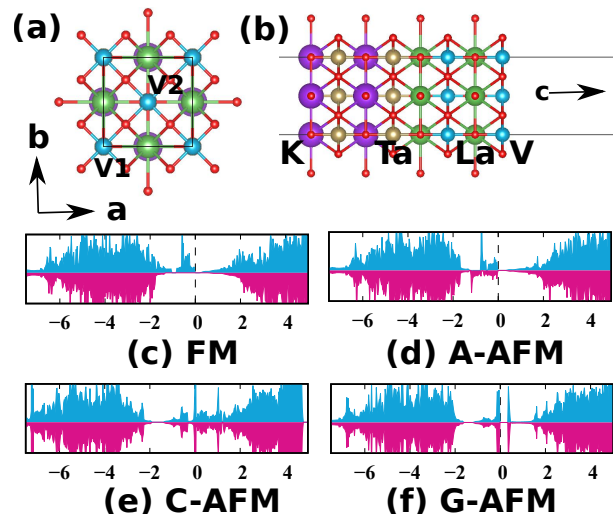 (a)
(b)
V2
V1
b
a
c
K Ta La V
−6 −4 −2 0 2 4
−6 −4 −2 0 2 4
(c) FM
(d) A-AFM
−6 −4 −2 0 2 4
−6 −4 −2 0 2 4
(e) C-AFM
(f) G-AFM